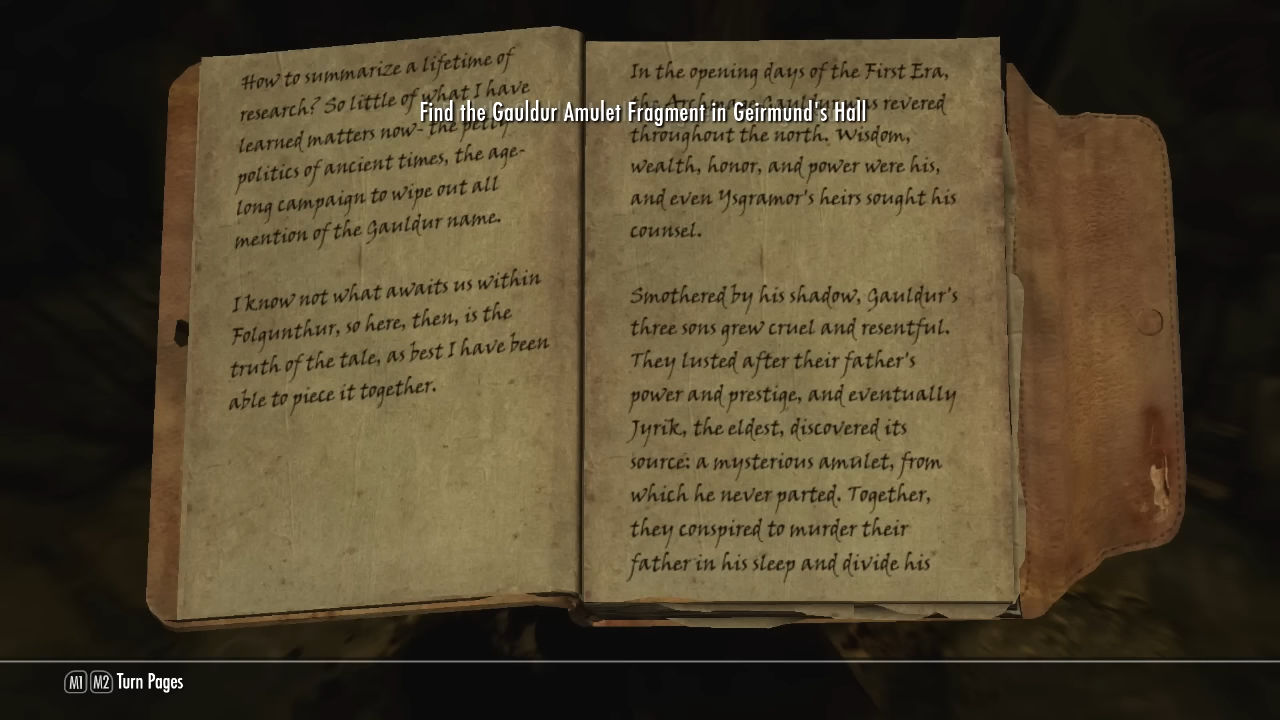 How to summarize a lifetime of
research? So little of what I have
learned matters now- the petty
politics of ancient times, the age-
long campaign to wipe out all
mention of the Gauldur name.
I know not what awaits us within
Folgunthur, so here, then, is the
truth of the tale, as best I have been
able to piece it together.
Find the Gauldur Amulet Fragment in Geirmund's Hall
In the opening days of the First Era,
the Archmage Gauldur was revered
throughout the north. Wisdom,
wealth, honor, and power were his,
and even Ysgramor's heirs sought his
counsel.
Smothered by his shadow, Gauldur's
three sons grew cruel and resentful.
They lusted after their father's
power and prestige, and eventually
Jyrik, the eldest, discovered its
source: a mysterious amulet, from
which he never parted. Together,
they conspired to murder their
father in his sleep and divide his
M1 M2 Turn Pages